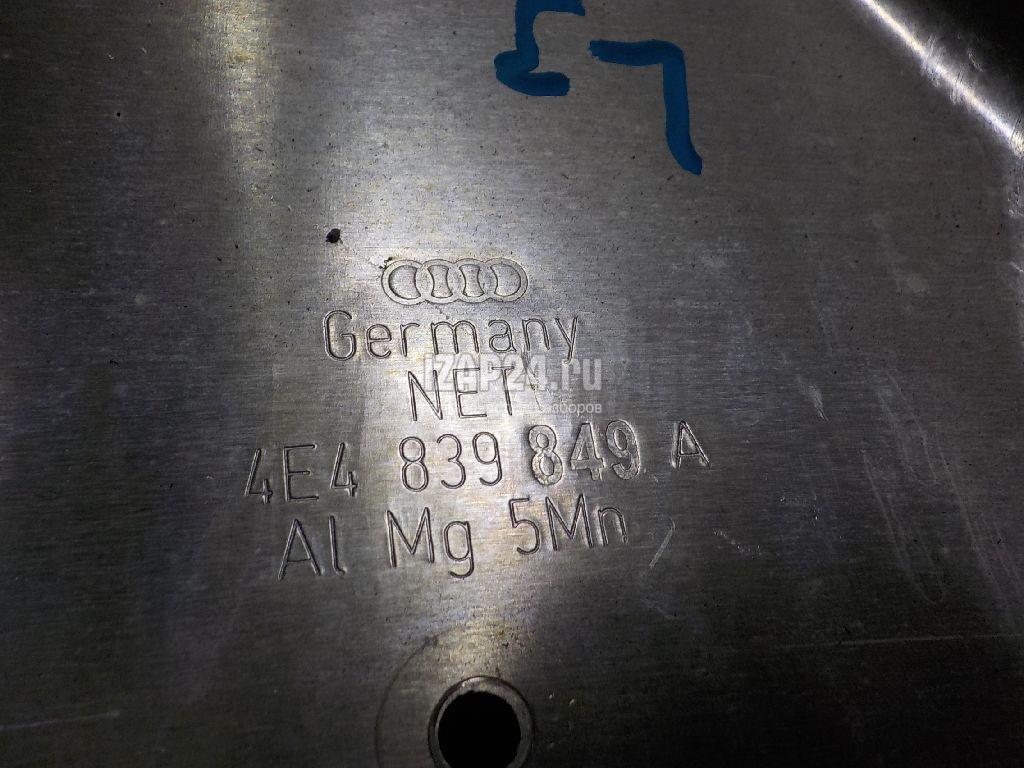 Germany
IZAP24.ru
NET
4E4 839 849 A
Al Mg 5Mn